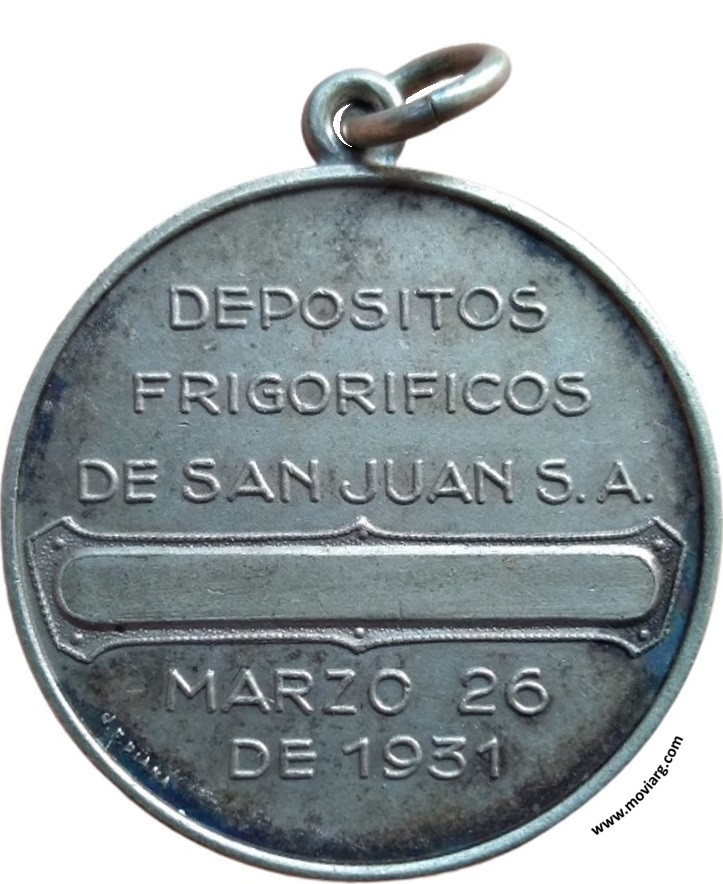 DEPOSITOS
FRIGORIFICOS
DE SAN JUAN S.A.
MARZO 26
DE 1931
www.moviarg.com